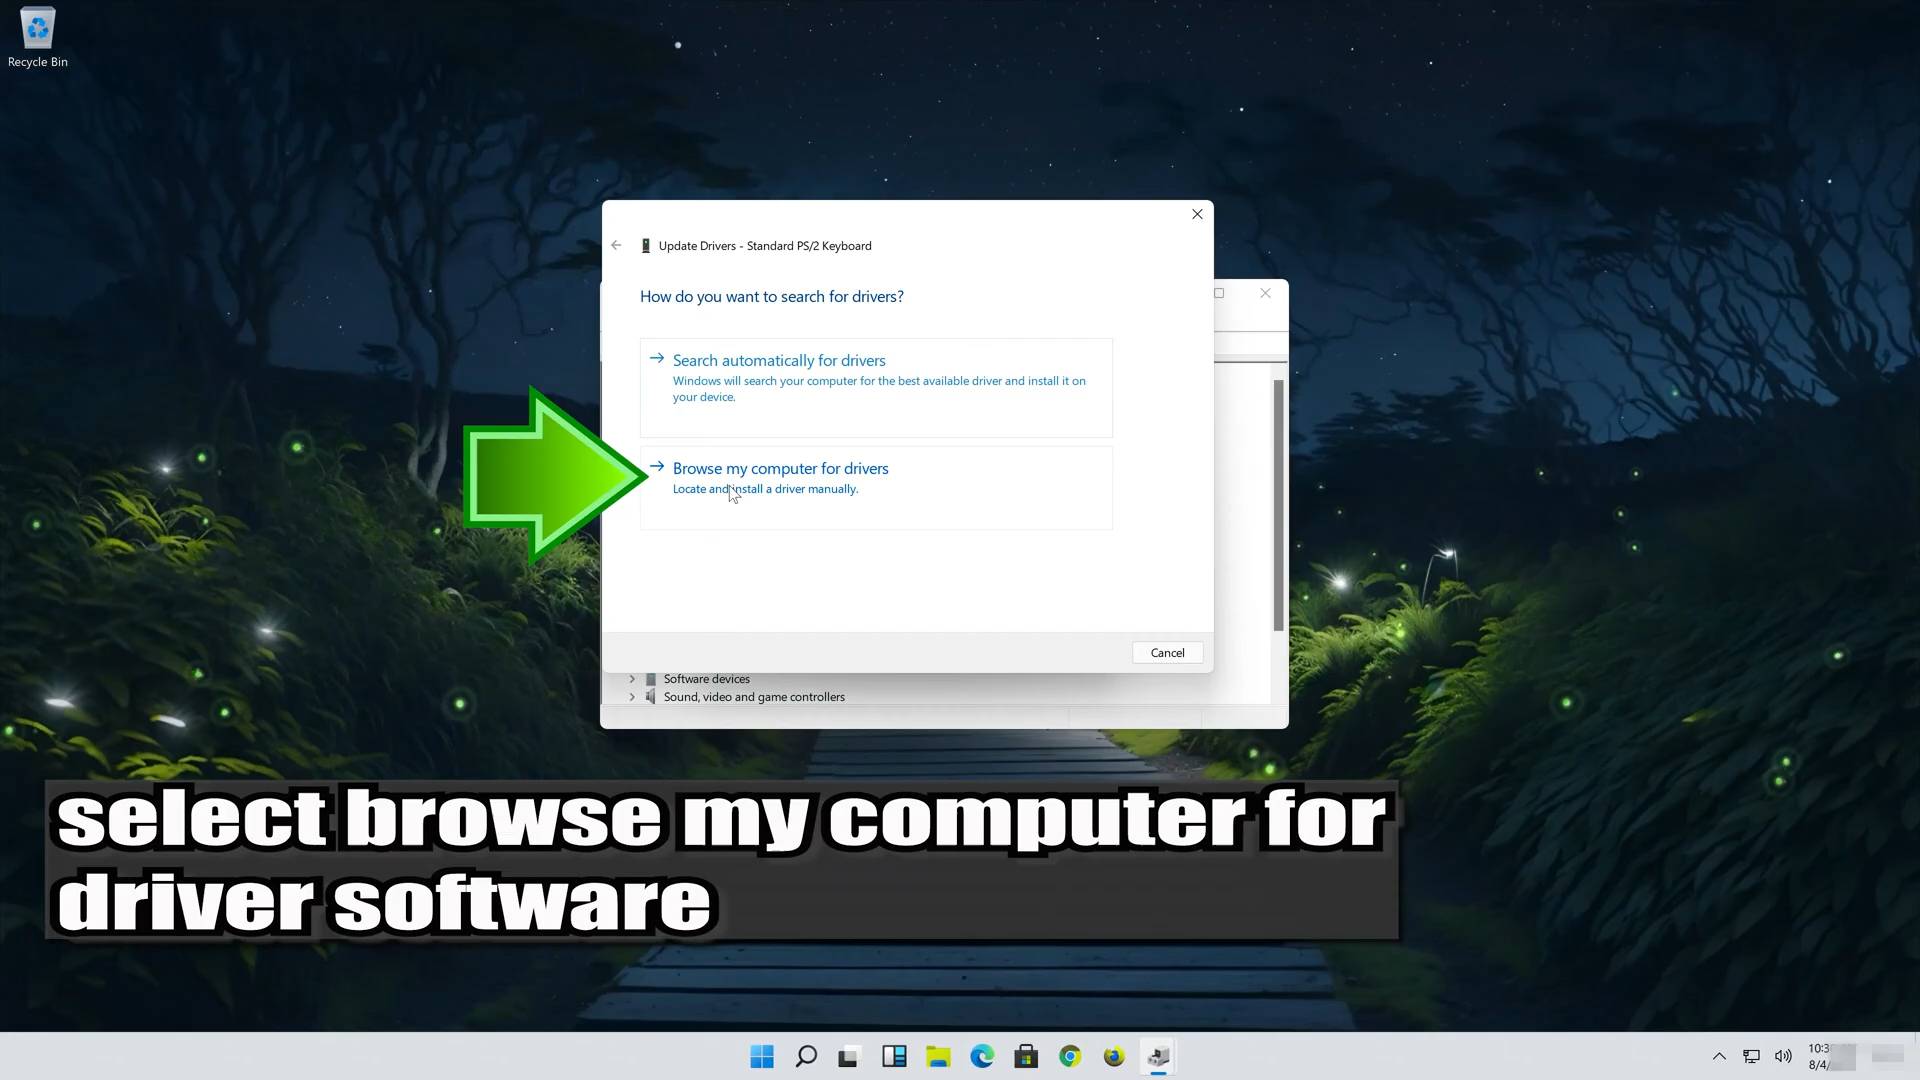 Recycle Bin
Update Drivers - Standard PS/2 Keyboard
How do you want to search for drivers?
Search automatically for drivers
Windows will search your computer for the best available driver and install it on
your device.
Browse my computer for drivers
Locate and install a driver manually.
Cancel
Software devices
Sound, video and game controllers
select browse my computer for
driver software
10:3
8/4/